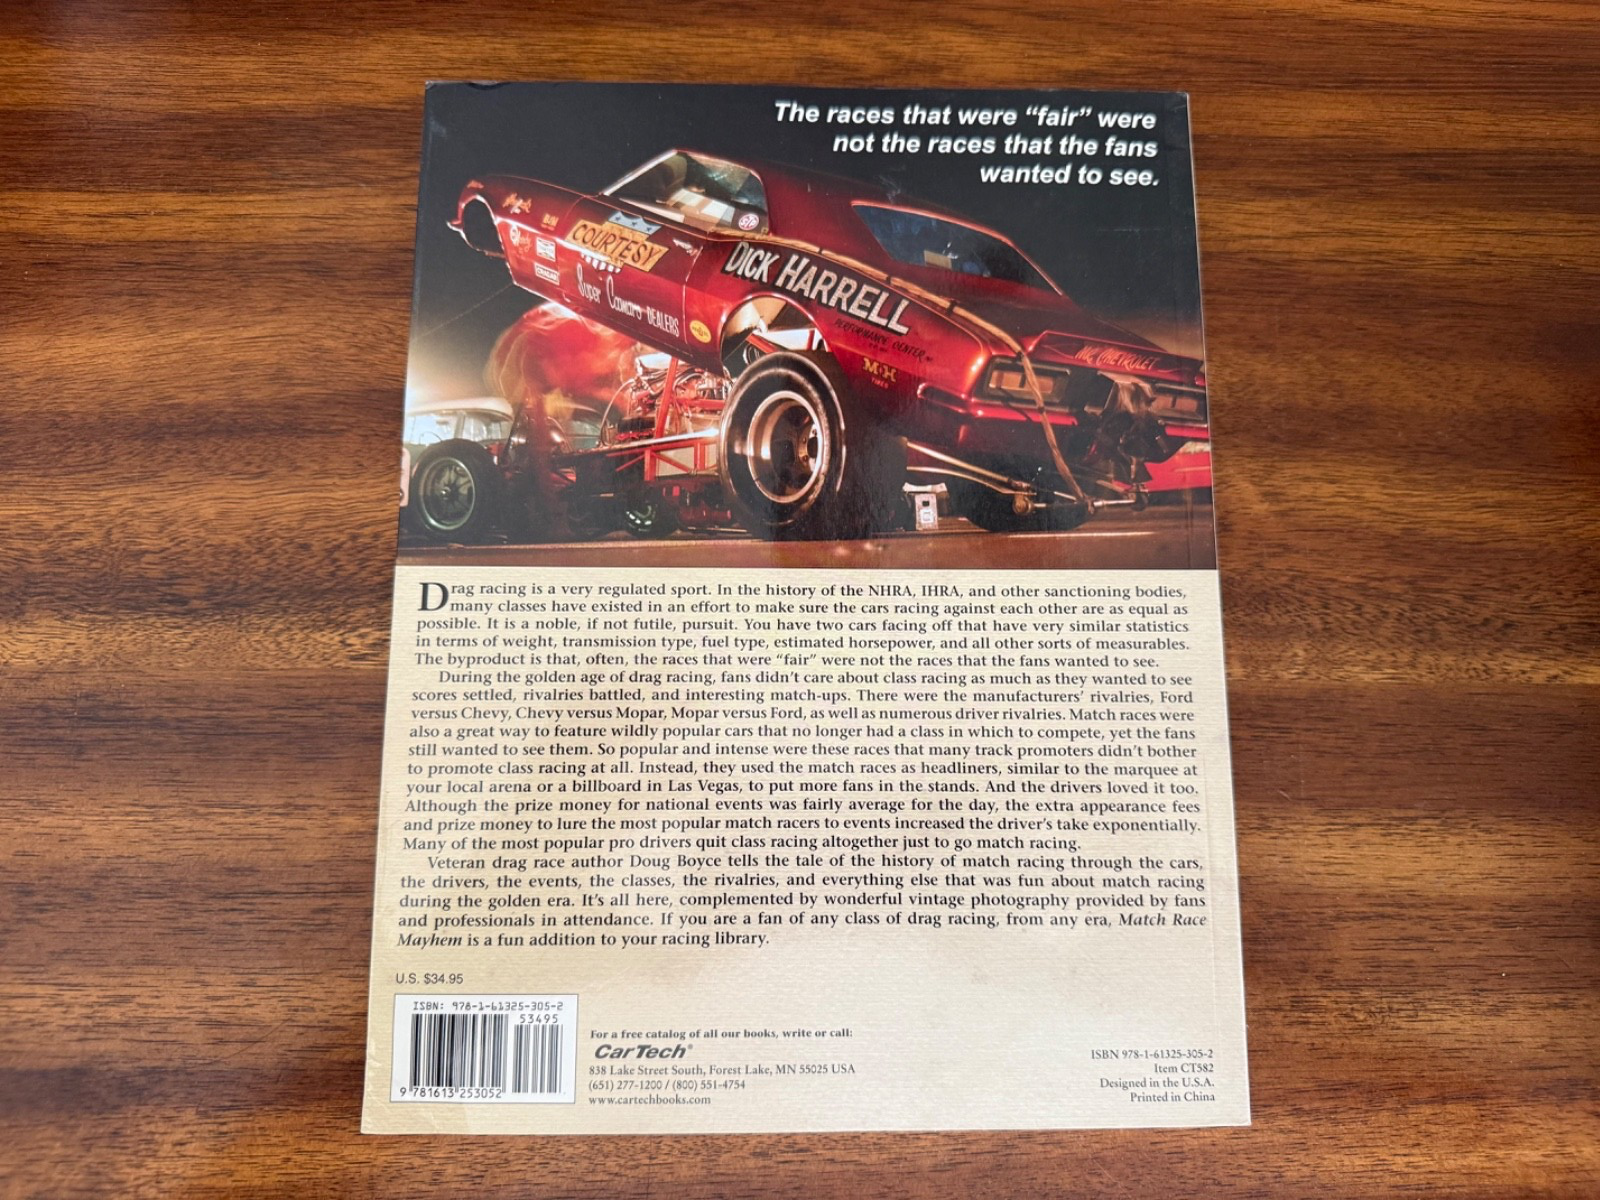 The races that were “fair” were
not the races that the fans
wanted to see.
COURTESY
STP
Super Camaro DEALERS
DICK HARRELL
PERFORMANCE CENTER
M&H
TIRES
CHEVROLET
Drag racing is a very regulated sport. In the history of the NHRA, IHRA, and other sanctioning bodies,
many classes have existed in an effort to make sure the cars racing against each other are as equal as
possible. It is a noble, if not futile, pursuit. You have two cars facing off that have very similar statistics
in terms of weight, transmission type, fuel type, estimated horsepower, and all other sorts of measurables.
The byproduct is that, often, the races that were “fair” were not the races that the fans wanted to see.
During the golden age of drag racing, fans didn’t care about class racing as much as they wanted to see
scores settled, rivalries battled, and interesting match-ups. There were the manufacturers’ rivalries, Ford
versus Chevy, Chevy versus Mopar, Mopar versus Ford, as well as numerous driver rivalries. Match races were
also a great way to feature wildly popular cars that no longer had a class in which to compete, yet the fans
still wanted to see them. So popular and intense were these races that many track promoters didn’t bother
to promote class racing at all. Instead, they used the match races as headliners, similar to the marquee at
your local arena or a billboard in Las Vegas, to put more fans in the stands. And the drivers loved it too.
Although the prize money for national events was fairly average for the day, the extra appearance fees
and prize money to lure the most popular match racers to events increased the driver’s take exponentially.
Many of the most popular pro drivers quit class racing altogether just to go match racing.
Veteran drag race author Doug Boyce tells the tale of the history of match racing through the cars,
the drivers, the events, the classes, the rivalries, and everything else that was fun about match racing
during the golden era. It’s all here, complemented by wonderful vintage photography provided by fans
and professionals in attendance. If you are a fan of any class of drag racing, from any era, Match Race
Mayhem is a fun addition to your racing library.
U.S. $34.95
ISBN: 978-1-61325-305-2
53495
9 781613 253052
For a free catalog of all our books, write or call:
CarTech®
838 Lake Street South, Forest Lake, MN 55025 USA
(651) 277-1200 / (800) 551-4754
www.cartechbooks.com
ISBN 978-1-61325-305-2
Item CT582
Designed in the U.S.A.
Printed in China